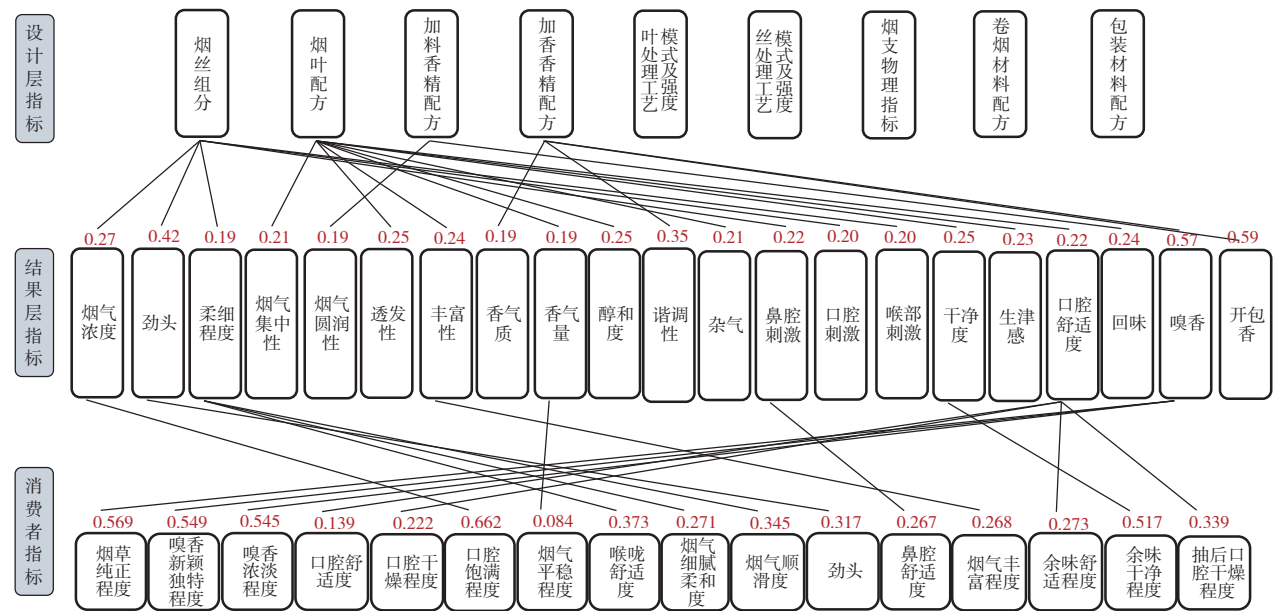 设计层指标
烟丝组分
烟叶配方
加料香精配方
加香香精配方
叶处理工艺
模式及强度
丝处理工艺
模式及强度
烟支物理指标
卷烟材料配方
包装材料配方
0.27
0.42
0.19
0.21
0.19
0.25
0.24
0.19
0.19
0.25
0.35
0.21
0.22
0.20
0.20
0.25
0.23
0.22
0.24
0.57
0.59
结果层指标
烟气
浓度
劲头
柔细
程度
烟气
集中
性
烟气
圆润
性
透发
性
丰富
性
香气
质
香气
量
醇和
度
谐调
性
杂气
鼻腔
刺激
口腔
刺激
喉部
刺激
干净
度
生津
感
口腔
舒适
度
回味
嗅香
开包
香
消费者指标
0.569
0.549
0.545
0.139
0.222
0.662
0.084
0.373
0.271
0.345
0.317
0.267
0.268
0.273
0.517
0.339
烟草
纯正
程度
嗅香
新颖
独特
程度
嗅香
浓淡
程度
口腔舒
适度
口腔干
燥程度
口腔
饱满
程度
烟气
平稳
程度
喉咙
舒适
度
烟气
细腻
柔和
度
烟气顺
滑度
劲头
鼻腔
舒适
度
烟气丰
富程度
余味舒
适程度
余味
干净
程度
抽后口
腔干燥
程度